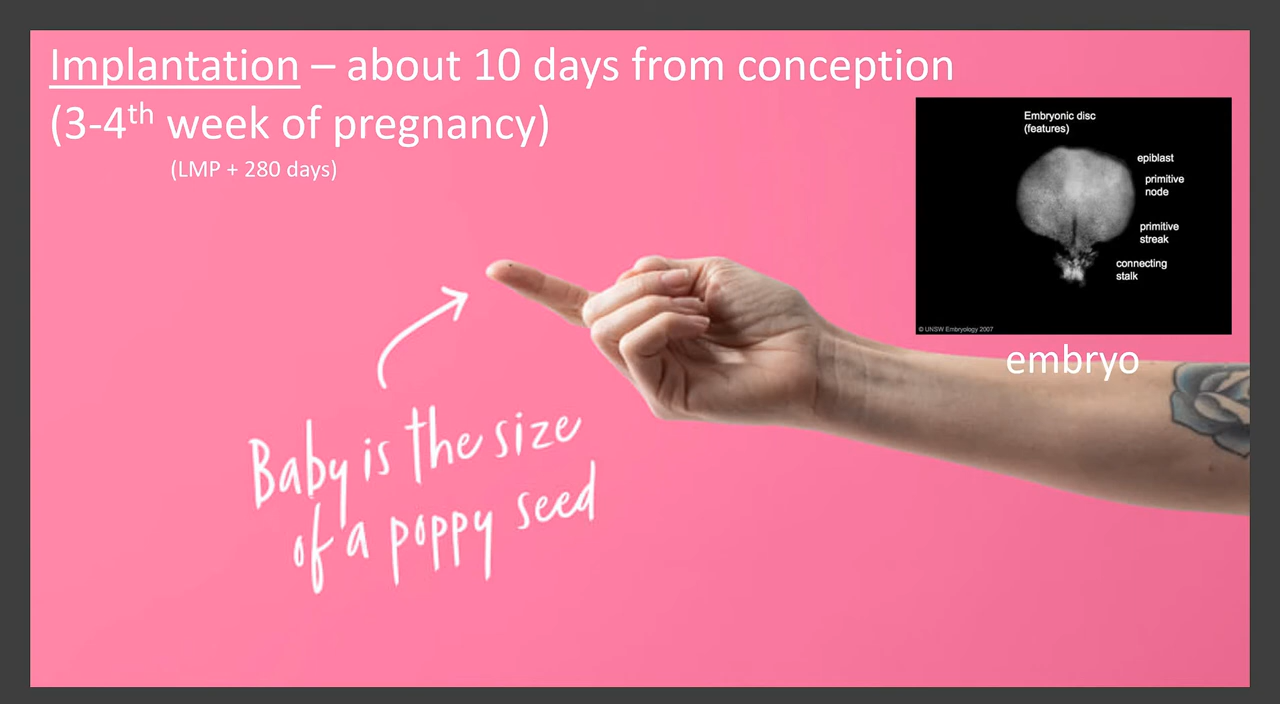 Implantation – about 10 days from conception
(3-4th week of pregnancy)
(LMP + 280 days)
Embryonic disc
(features)
epiblast
primitive
node
primitive
streak
connecting
stalk
© UNSW Embryology 2007
embryo
Baby is the size
of a poppy seed